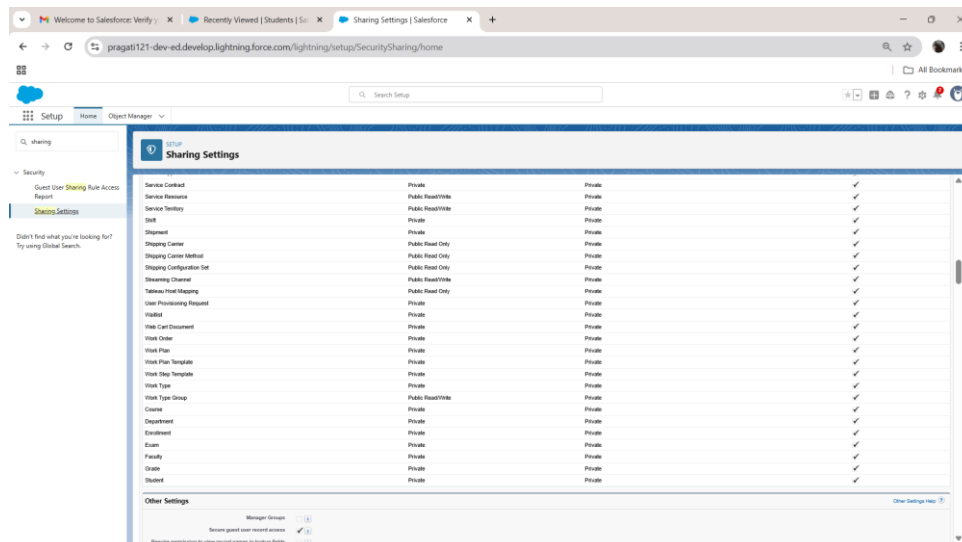 Welcome to Salesforce: Verify y
Recently Viewed | Students | Sa
Sharing Settings | Salesforce
pragati121-dev-ed.develop.lightning.force.com/lightning/setup/SecuritySharing/home
All Bookmark
Search Setup
Setup
Home
Object Manager
sharing
SETUP
Sharing Settings
Security
Guest User Sharing Rule Access
Report
Sharing Settings
Didn't find what you're looking for?
Try using Global Search.
Service Contract Private Private
Service Resource Public Read/Write Private
Service Territory Public Read/Write Private
Shift Private Private
Shipment Private Private
Shipping Carrier Public Read Only Private
Shipping Carrier Method Public Read Only Private
Shipping Configuration Set Public Read Only Private
Streaming Channel Public Read/Write Private
Tableau Host Mapping Public Read Only Private
User Provisioning Request Private Private
Waitlist Private Private
Web Cart Document Private Private
Work Order Private Private
Work Plan Private Private
Work Plan Template Private Private
Work Step Template Private Private
Work Type Private Private
Work Type Group Public Read/Write Private
Course Private Private
Department Private Private
Enrollment Private Private
Exam Private Private
Faculty Private Private
Grade Private Private
Student Private Private
Other Settings
Other Settings Help ?
Manager Groups
Secure guest user record access